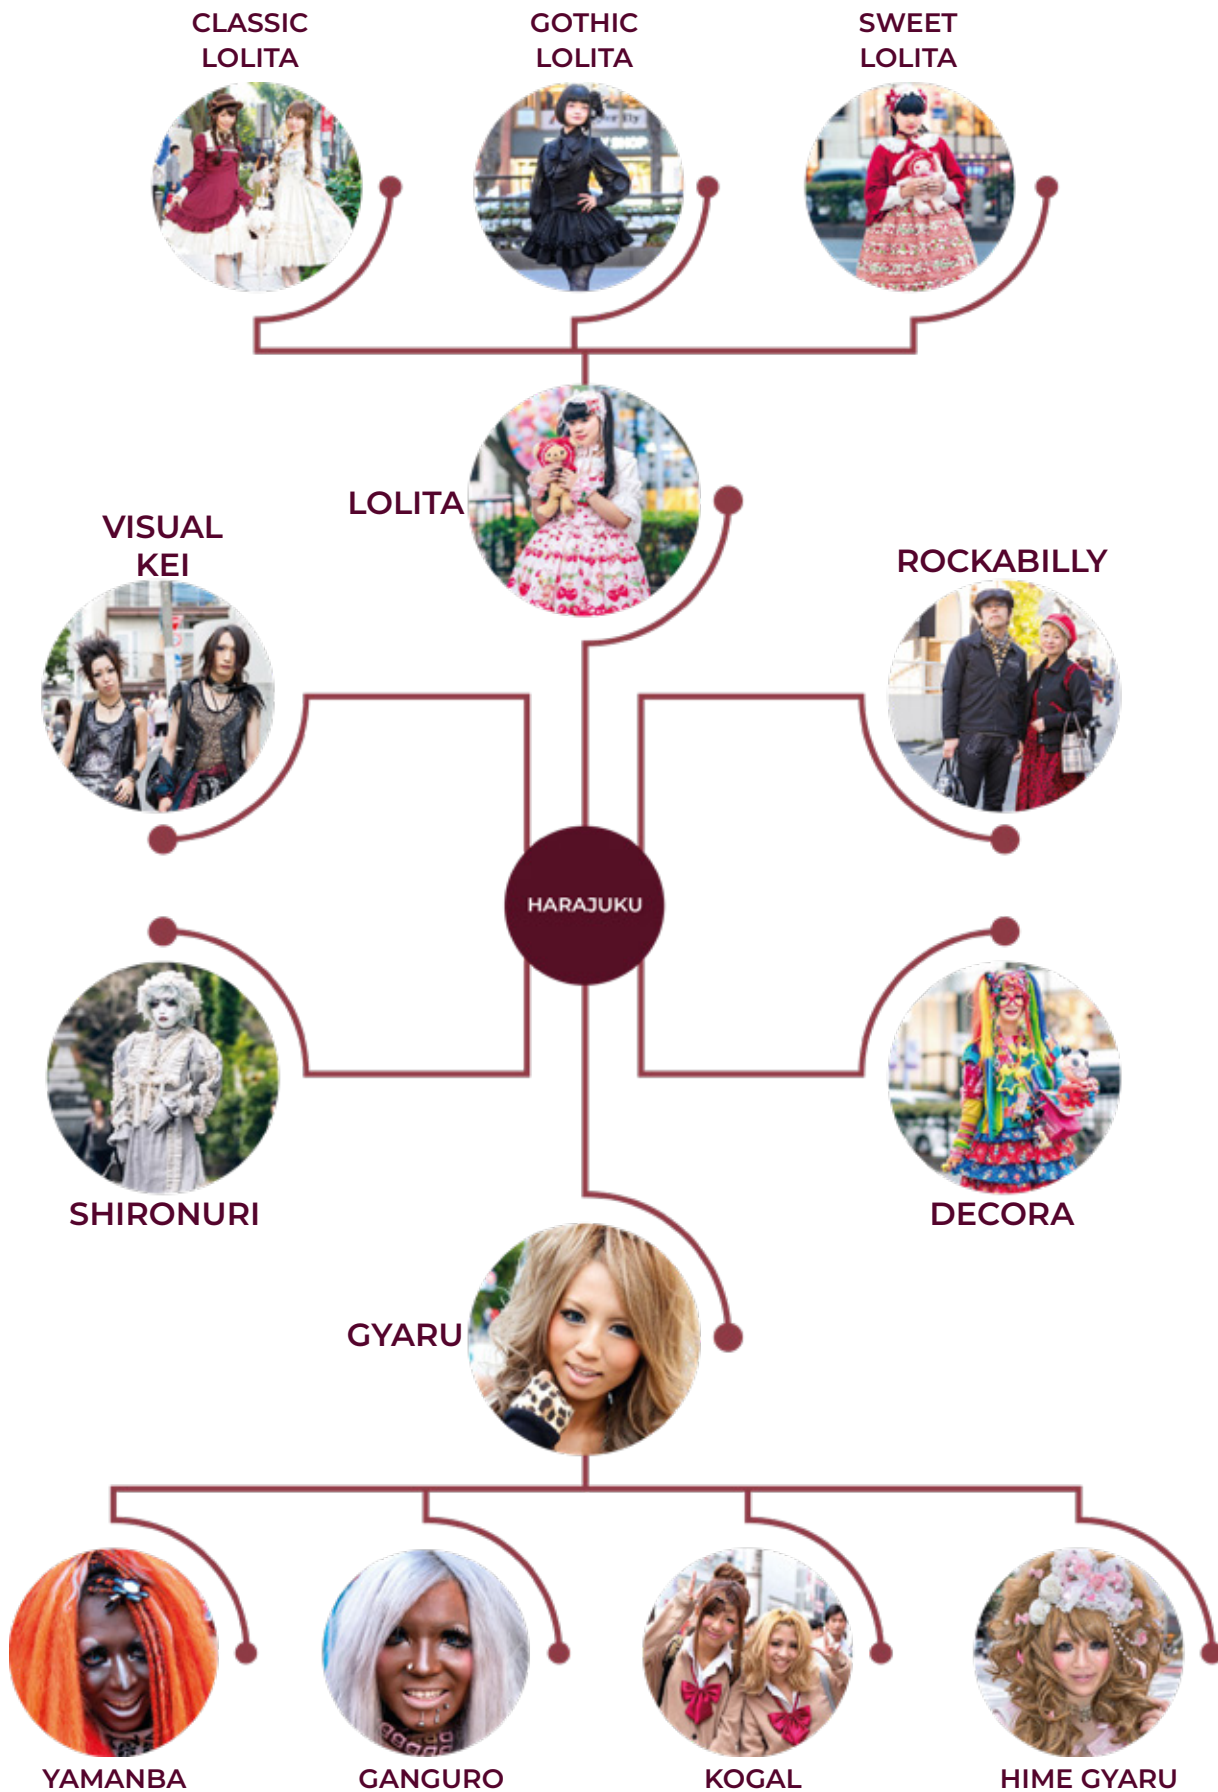 CLASSIC
LOLITA
GOTHIC
LOLITA
SWEET
LOLITA
LOLITA
VISUAL
KEI
ROCKABILLY
HARAJUKU
SHIRONURI
DECORA
GYARU
YAMANBA
GANGURO
KOGAL
HIME GYARU